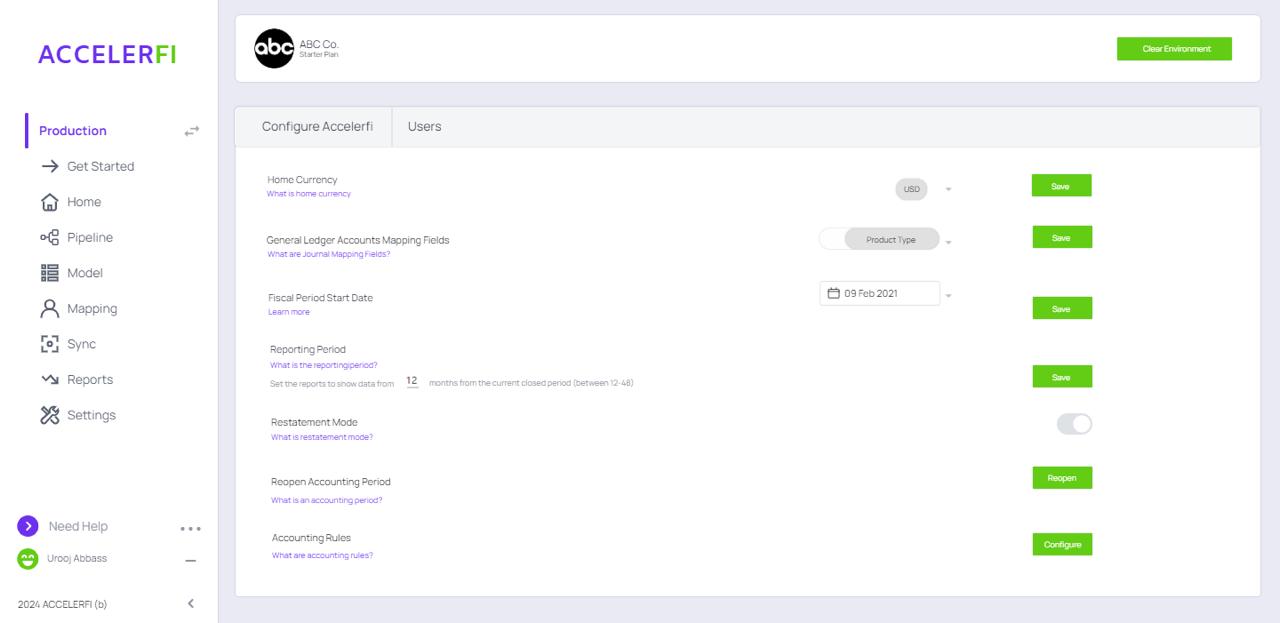 ACCELERFI
Production
Get Started
Home
Pipeline
Model
Mapping
Sync
Reports
Settings
Need Help
Urooj Abbass
2024 ACCELERFI (b)
abc
ABC Co.
Starter Plan
Clear Environment
Configure Accelerfi
Users
Home Currency
What is home currency
USD
Save
General Ledger Accounts Mapping Fields
What are Journal Mapping Fields?
Product Type
Save
Fiscal Period Start Date
Learn more
09 Feb 2021
Save
Reporting Period
What is the reporting|period?
Set the reports to show data from 12 months from the current closed period (between 12-48)
Save
Restatement Mode
What is restatement mode?
Reopen Accounting Period
What is an accounting period?
Reopen
Accounting Rules
What are accounting rules?
Configure